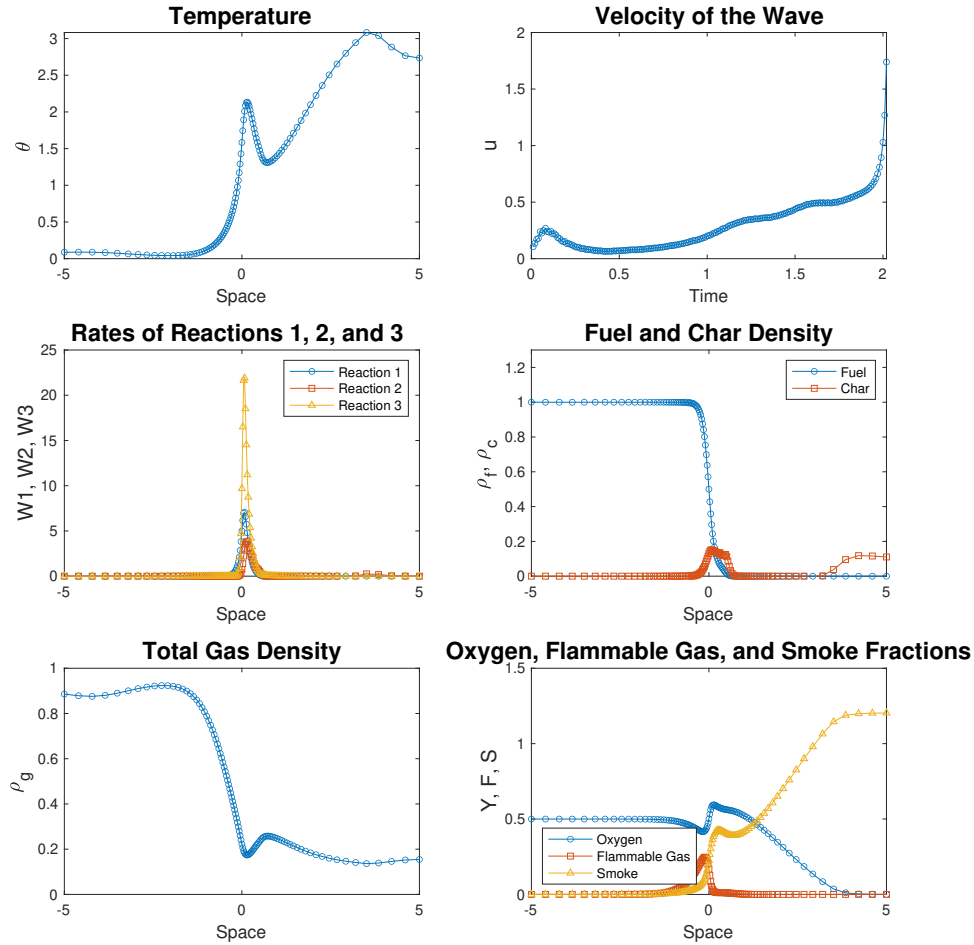 Temperature
3
2.5
2
1.5
1
0.5
0
θ
-5 0 5
Space
Velocity of the Wave
2
1.5
1
0.5
0
u
0 0.5 1 1.5 2
Time
Rates of Reactions 1, 2, and 3
25
20
15
10
5
0
W1, W2, W3
Reaction 1
Reaction 2
Reaction 3
-5 0 5
Space
Fuel and Char Density
1.2
1
0.8
0.6
0.4
0.2
0
ρ_f, ρ_c
Fuel
Char
-5 0 5
Space
Total Gas Density
1
0.8
0.6
0.4
0.2
0
ρ_g
-5 0 5
Space
Oxygen, Flammable Gas, and Smoke Fractions
1.5
1
0.5
0
Y, F, S
Oxygen
Flammable Gas
Smoke
-5 0 5
Space